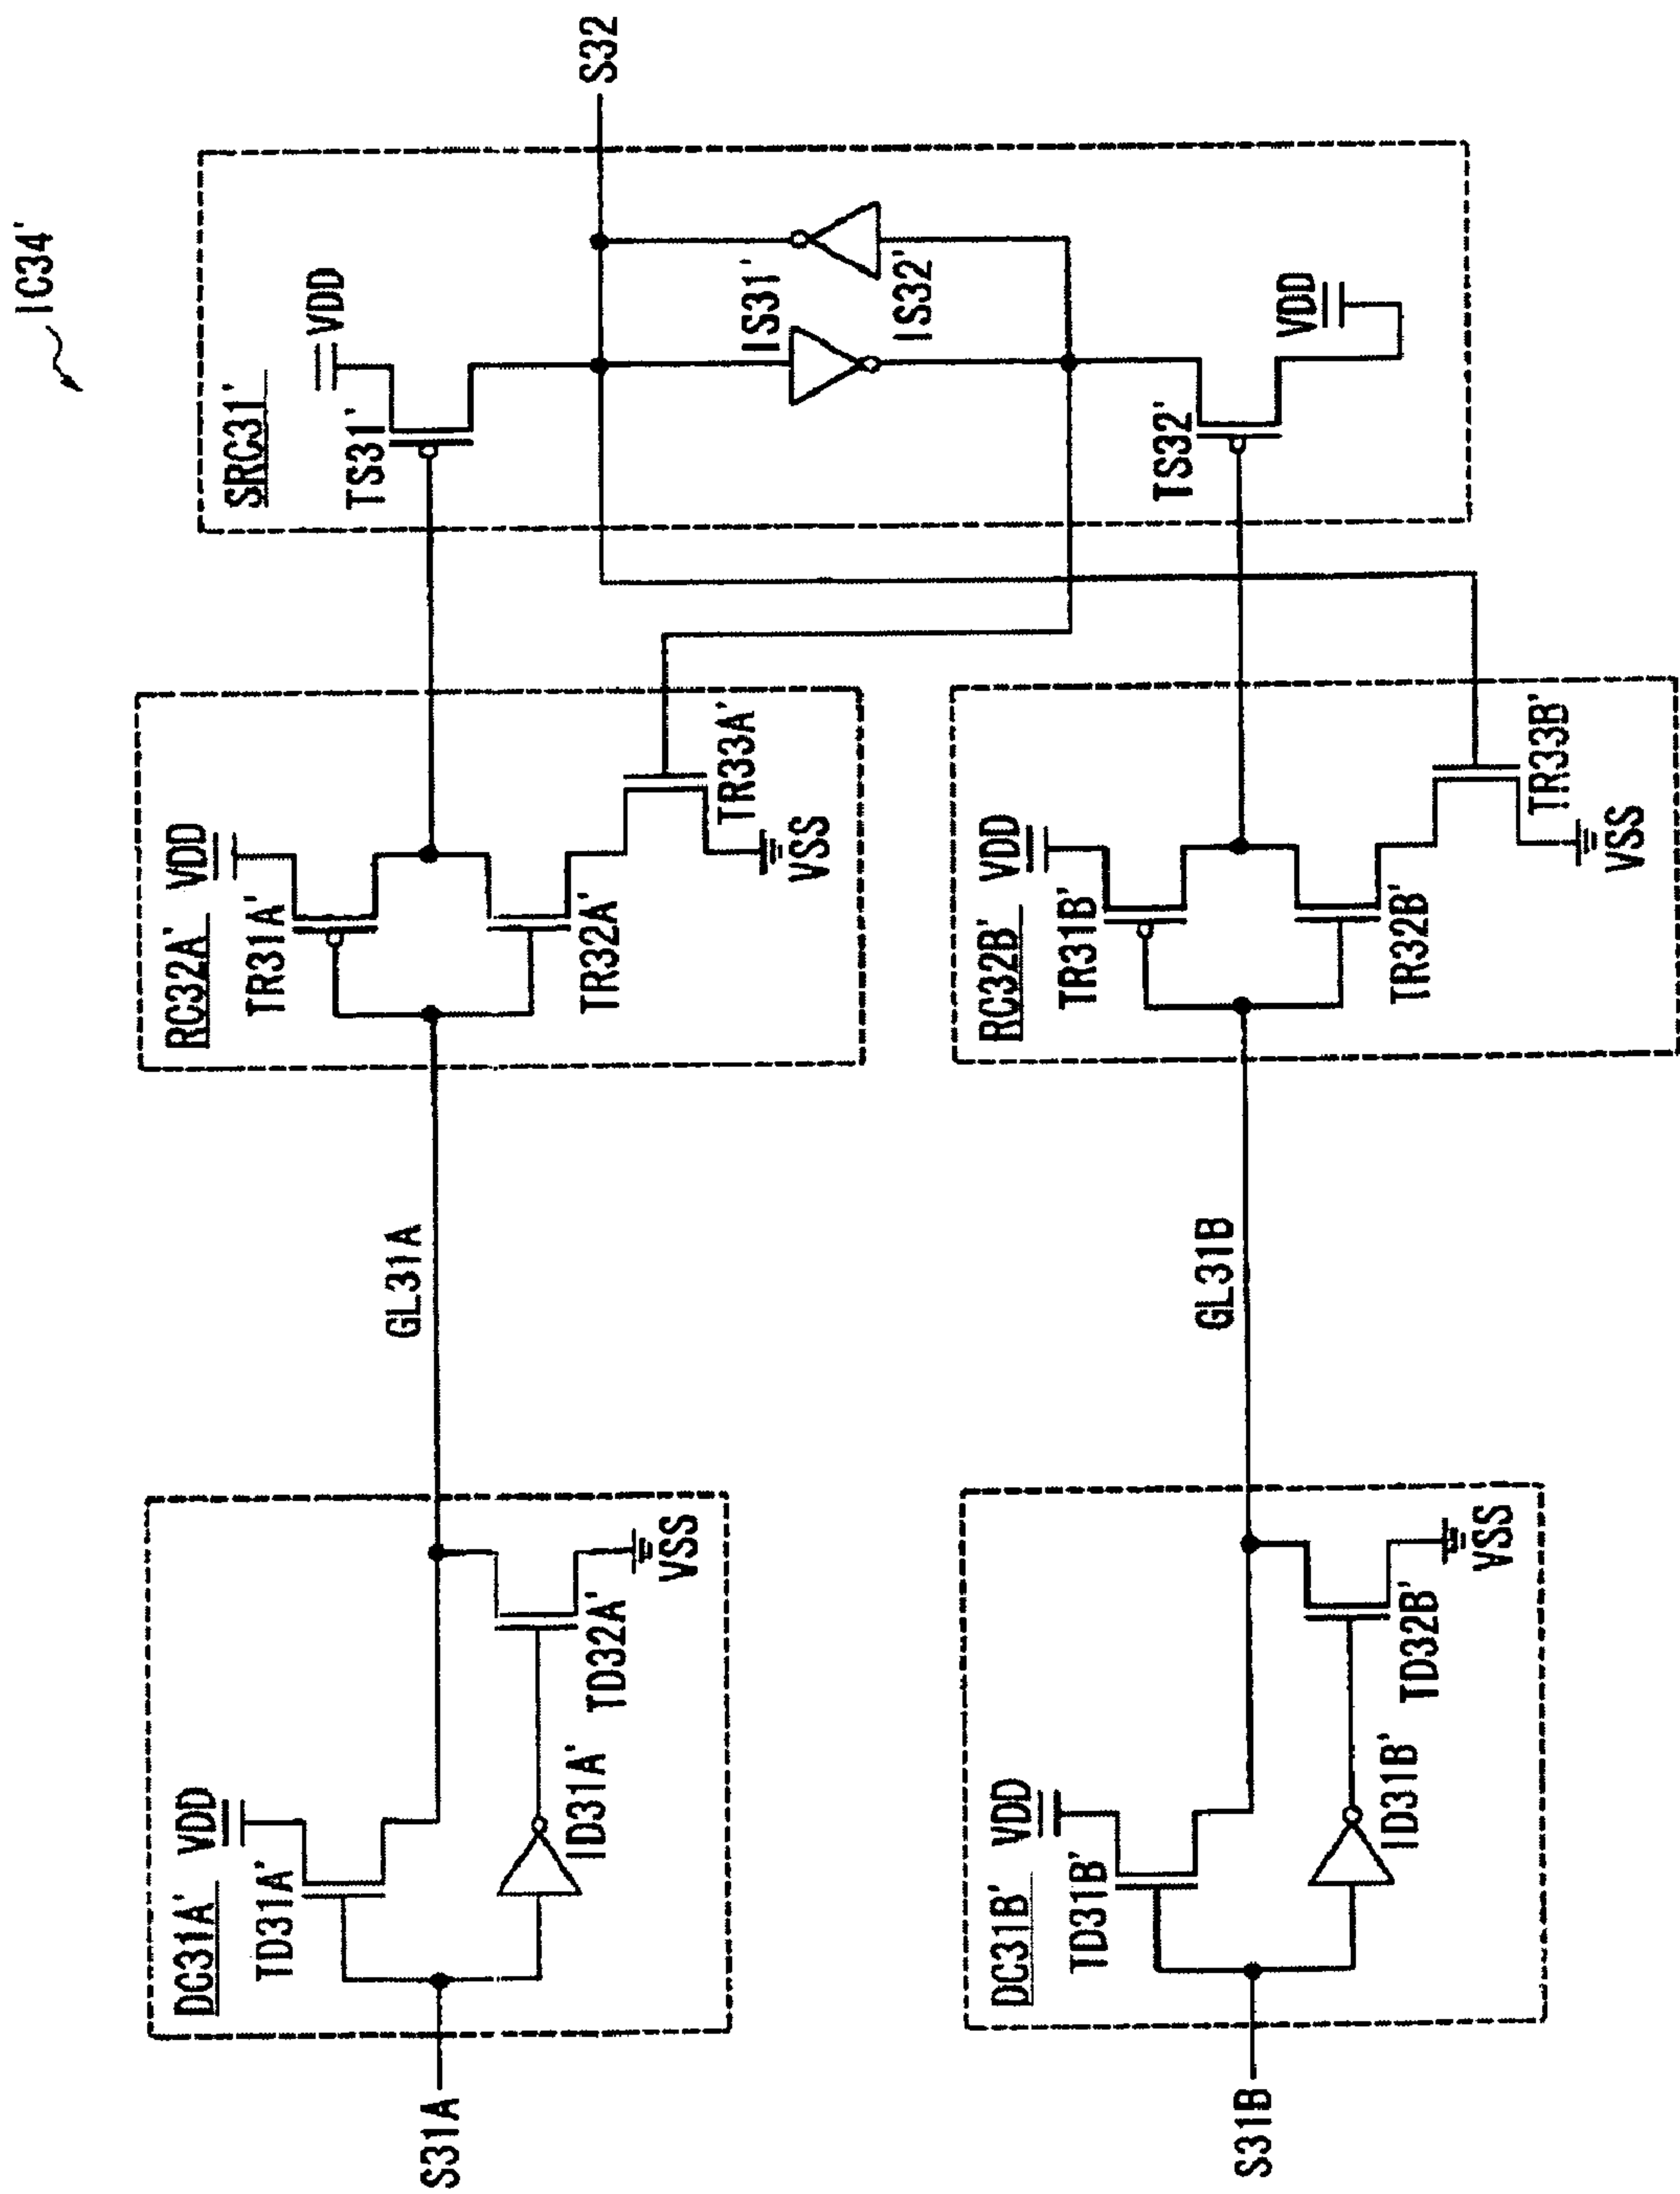 IC34'
S31A
DC31A'
VDD
TD31A'
ID31A'
TD32A'
VSS
GL31A
RC32A'
VDD
TR31A'
TR32A'
TR33A'
VSS
SRC31'
VDD
TS31'
IS31'
IS32'
TS32'
VDD
S32
S31B
DC31B'
VDD
TD31B'
ID31B'
TD32B'
VSS
GL31B
RC32B'
VDD
TR31B'
TR32B'
TR33B'
VSS